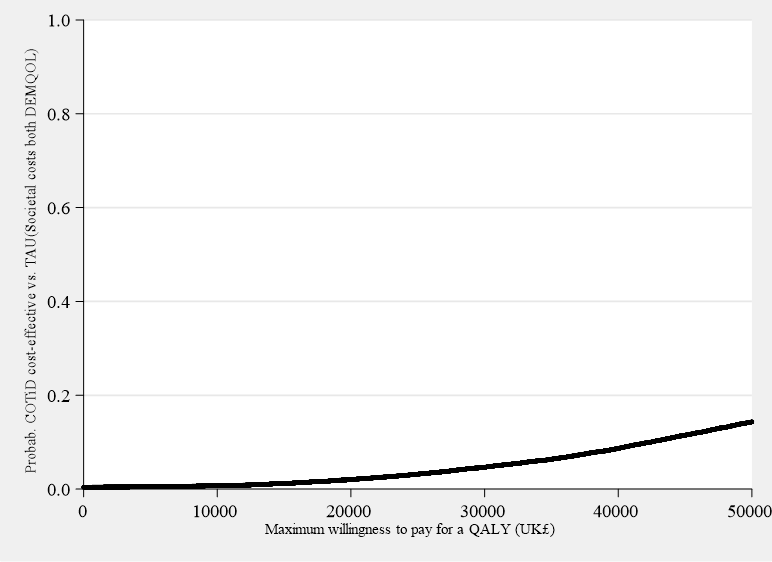 1.0
0.8
0.6
0.4
0.2
0.0
Probab. COTiD cost-effective vs. TAU(Societal costs both DEMQOL)
0 10000 20000 30000 40000 50000
Maximum willingness to pay for a QALY (UK£)